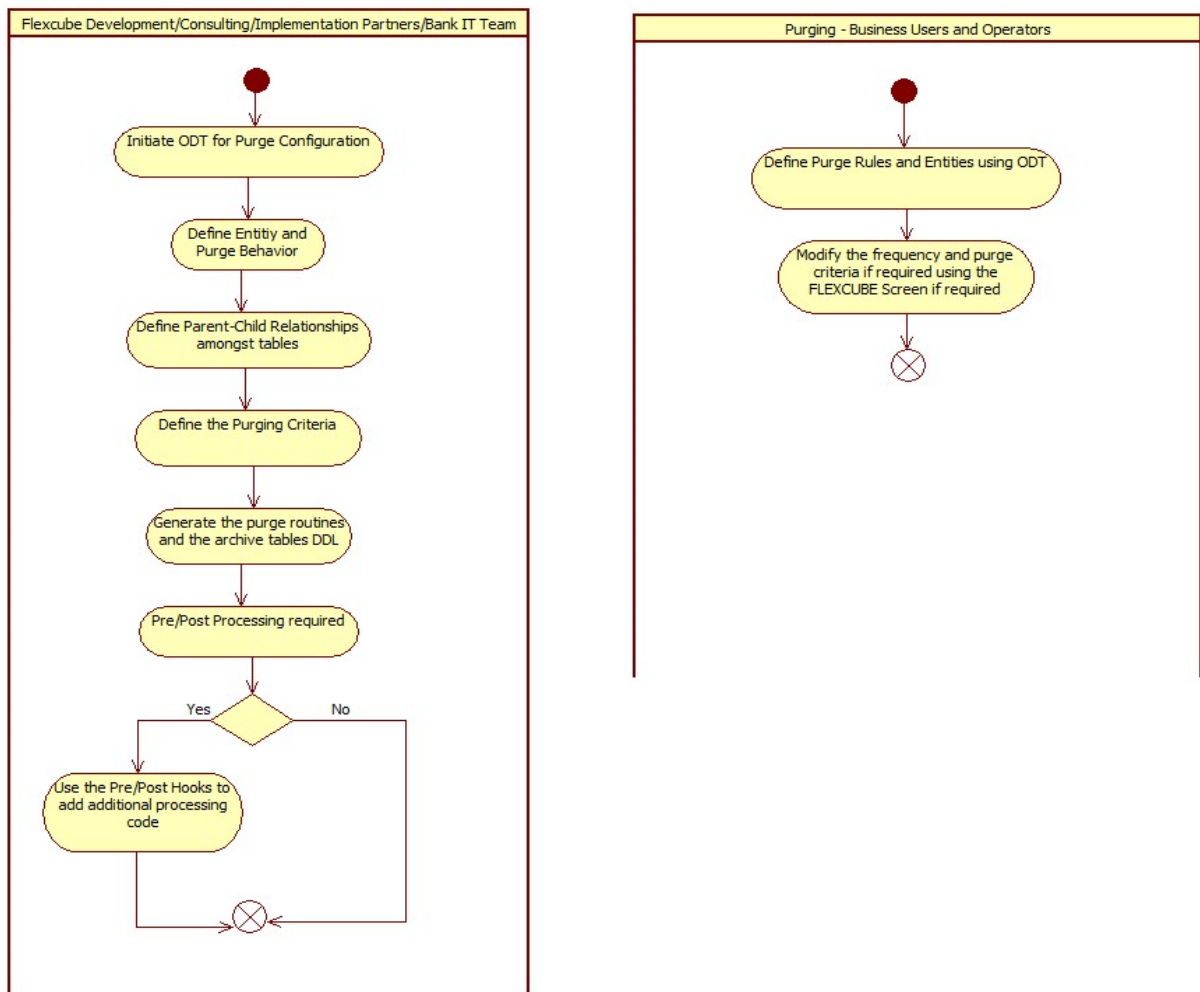 Flexcube Development/Consulting/Implementation Partners/Bank IT Team
Initiate ODT for Purge Configuration
Define Entitiy and
Purge Behavior
Define Parent-Child Relationships
amongst tables
Define the Purging Criteria
Generate the purge routines
and the archive tables DDL
Pre/Post Processing required
Yes
No
Use the Pre/Post Hooks to
add additional processing
code
Purging - Business Users and Operators
Define Purge Rules and Entities using ODT
Modify the frequency and purge
criteria if required using the
FLEXCUBE Screen if required